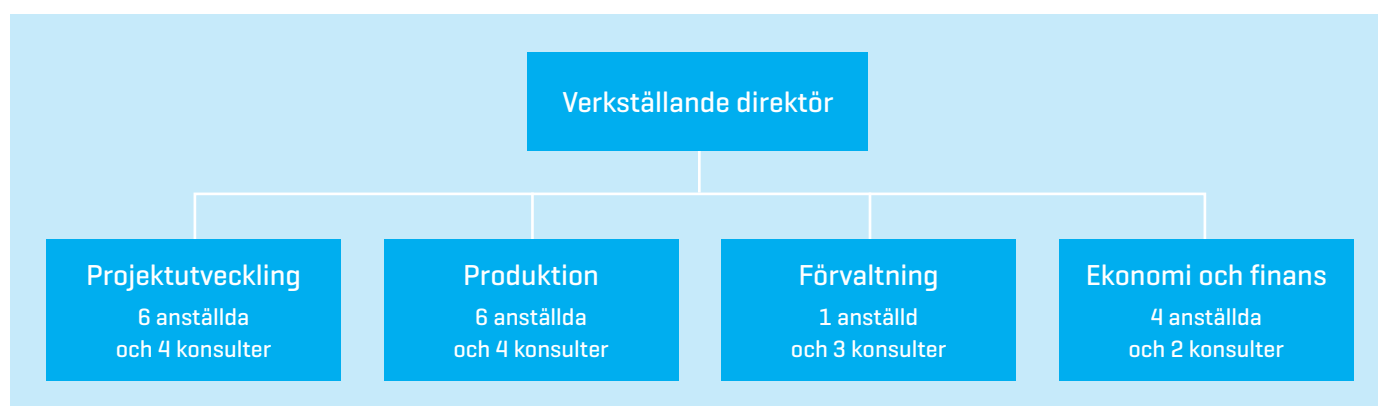 Verkställande direktör
Projektutveckling
6 anställda
och 4 konsulter
Produktion
6 anställda
och 4 konsulter
Förvaltning
1 anställd
och 3 konsulter
Ekonomi och finans
4 anställda
och 2 konsulter